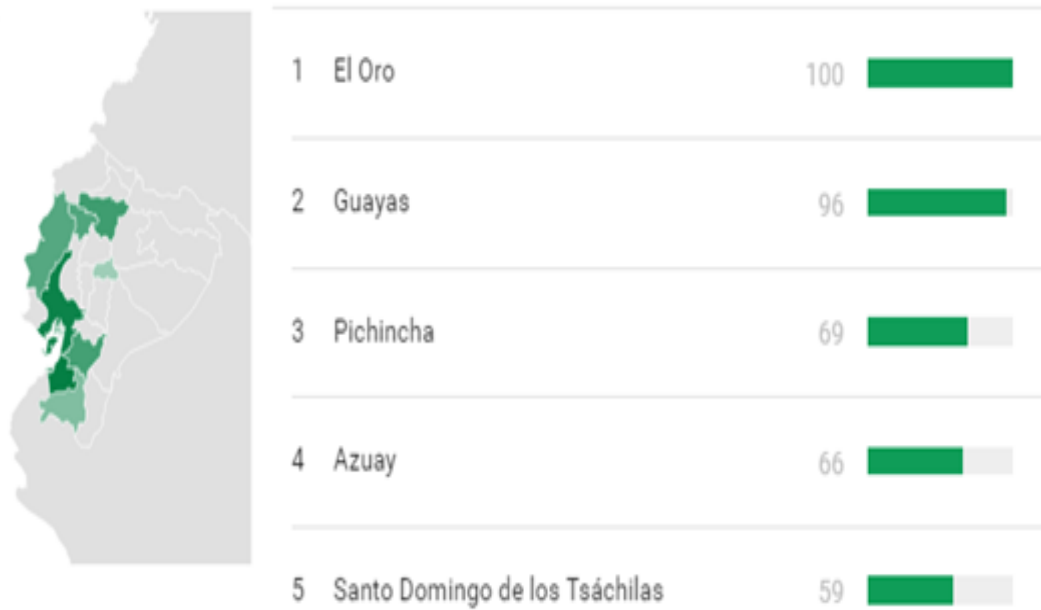 1 El Oro 100
2 Guayas 96
3 Pichincha 69
4 Azuay 66
5 Santo Domingo de los Tsáchilas 59